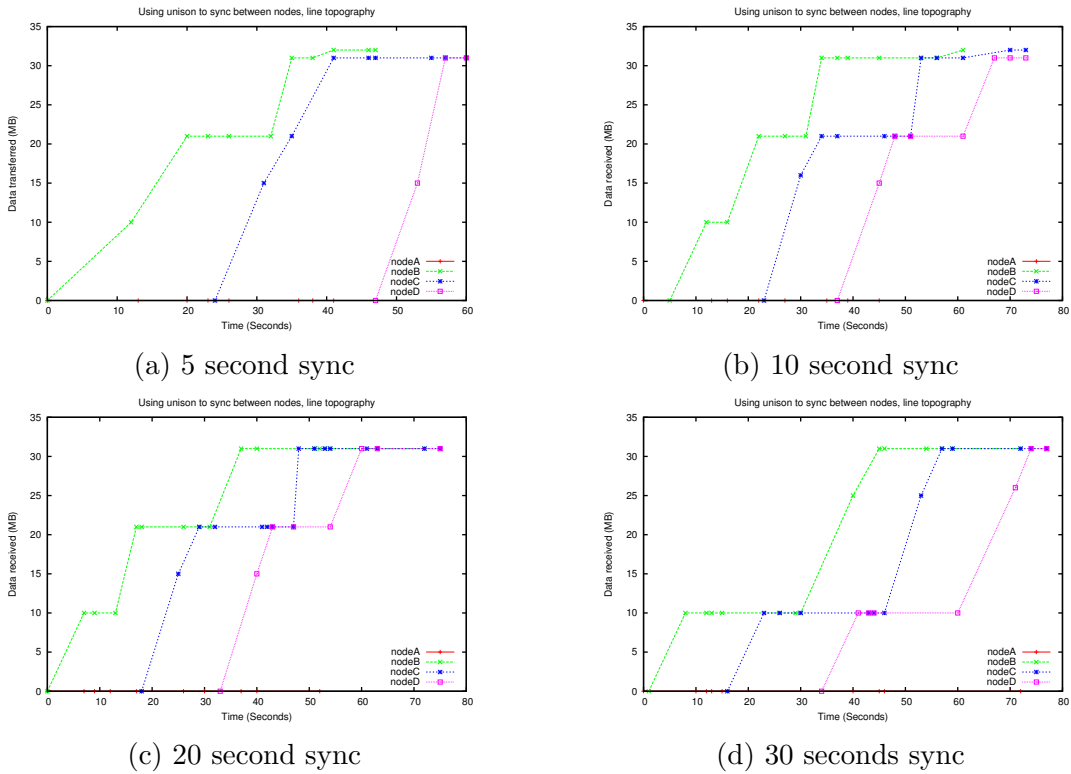 Using unison to sync between nodes, line topography
35
30
25
20
15
10
5
0
Data transferred (MB)
0 10 20 30 40 50 60
Time (Seconds)
nodeA
nodeB
nodeC
nodeD
(a) 5 second sync
Using unison to sync between nodes, line topography
35
30
25
20
15
10
5
0
Data received (MB)
0 10 20 30 40 50 60 70 80
Time (Seconds)
nodeA
nodeB
nodeC
nodeD
(b) 10 second sync
Using unison to sync between nodes, line topography
35
30
25
20
15
10
5
0
Data received (MB)
0 10 20 30 40 50 60 70 80
Time (Seconds)
nodeA
nodeB
nodeC
nodeD
(c) 20 second sync
Using unison to sync between nodes, line topography
35
30
25
20
15
10
5
0
Data received (MB)
0 10 20 30 40 50 60 70 80
Time (Seconds)
nodeA
nodeB
nodeC
nodeD
(d) 30 seconds sync